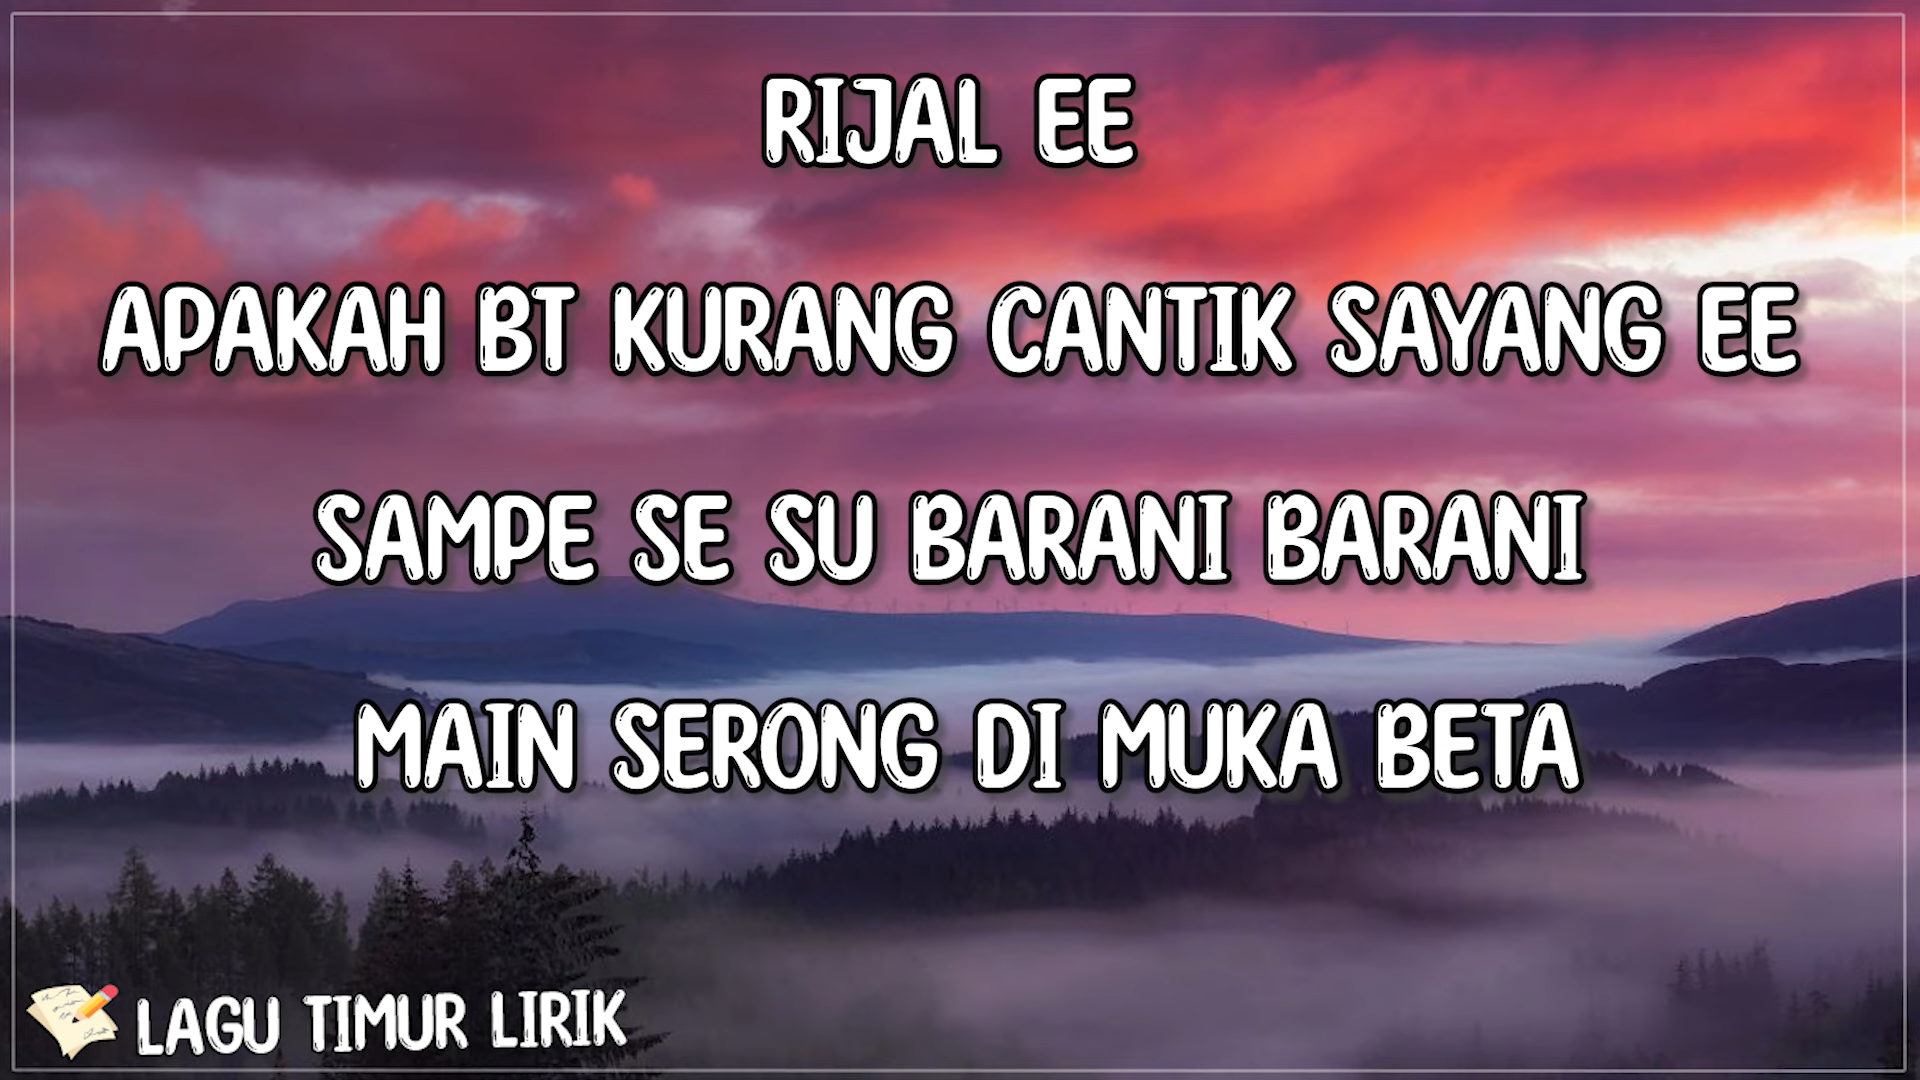 RIJAL EE
APAKAH BT KURANG CANTIK SAYANG EE
SAMPE SE SU BARANI BARANI
MAIN SERONG DI MUKA BETA
LAGU TIMUR LIRIK